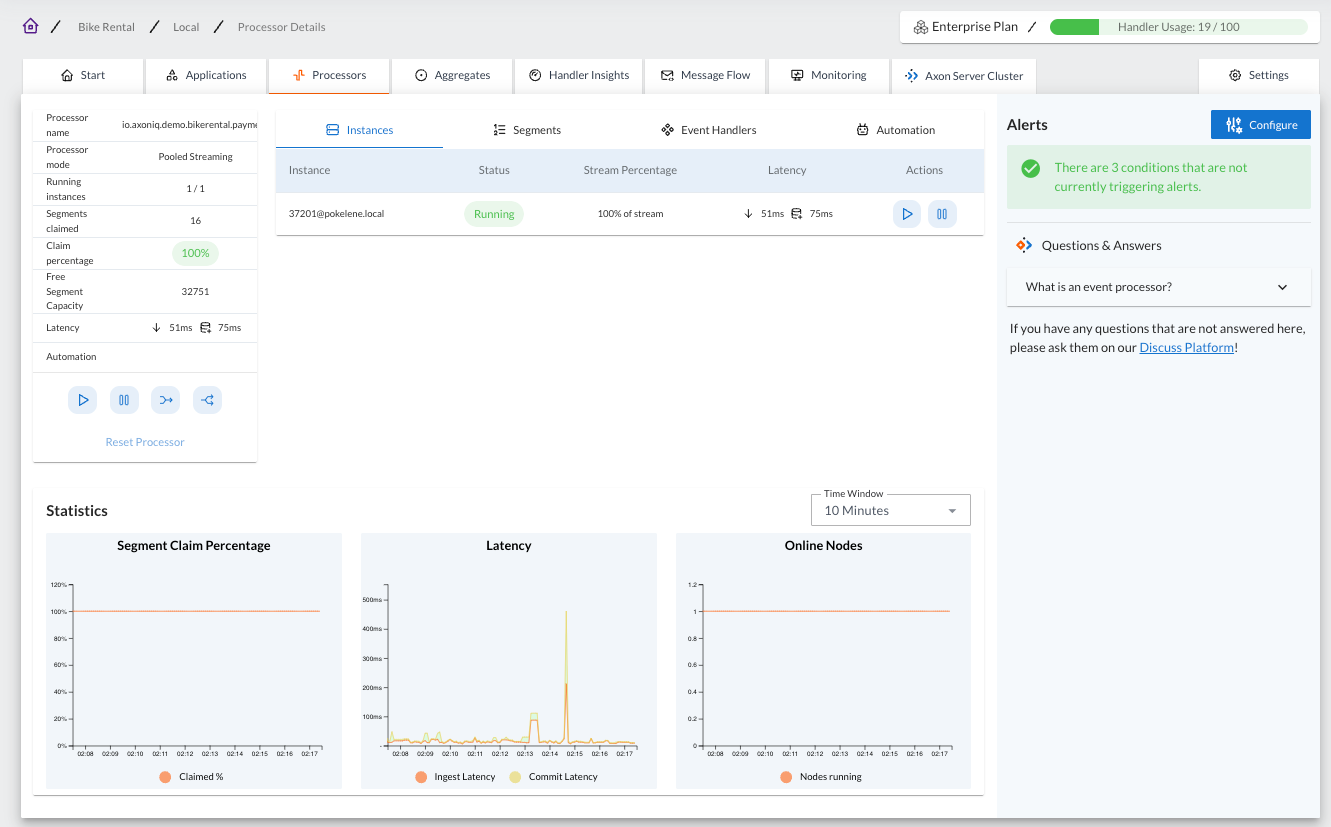 / Bike Rental / Local / Processor Details
Enterprise Plan / Handler Usage: 19 / 100
Start
Applications
Processors
Aggregates
Handler Insights
Message Flow
Monitoring
Axon Server Cluster
Settings
Processor
name
io.axoniq.demo.bikerental.payme
Processor
mode
Pooled Streaming
Running
instances
1 / 1
Segments
claimed
16
Claim
percentage
100%
Free
Segment
Capacity
32751
Latency
51ms
75ms
Automation
Reset Processor
Instances
Segments
Event Handlers
Automation
Instance Status Stream Percentage Latency Actions
37201@pokelene.local Running 100% of stream 51ms 75ms
Alerts
Configure
There are 3 conditions that are not
currently triggering alerts.
Questions & Answers
What is an event processor?
If you have any questions that are not answered here,
please ask them on our Discuss Platform!
Statistics
Time Window
10 Minutes
Segment Claim Percentage
120%
100%
80%
60%
40%
20%
0%
02:08 02:09 02:10 02:11 02:12 02:13 02:14 02:15 02:16 02:17
Claimed %
Latency
500ms
400ms
300ms
200ms
100ms
-
02:08 02:09 02:10 02:11 02:12 02:13 02:14 02:15 02:16 02:17
Ingest Latency Commit Latency
Online Nodes
1.2
1
0.8
0.6
0.4
0.2
0
02:08 02:09 02:10 02:11 02:12 02:13 02:14 02:15 02:16 02:17
Nodes running